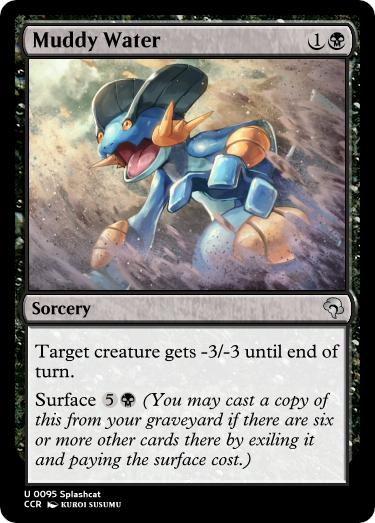 Muddy Water 1
Sorcery
Target creature gets -3/-3 until end of
turn.
Surface 5 (You may cast a copy of
this from your graveyard if there are six
or more other cards there by exiling it
and paying the surface cost.)
U 0095 Splashcat
CCR KUROI SUSUMU